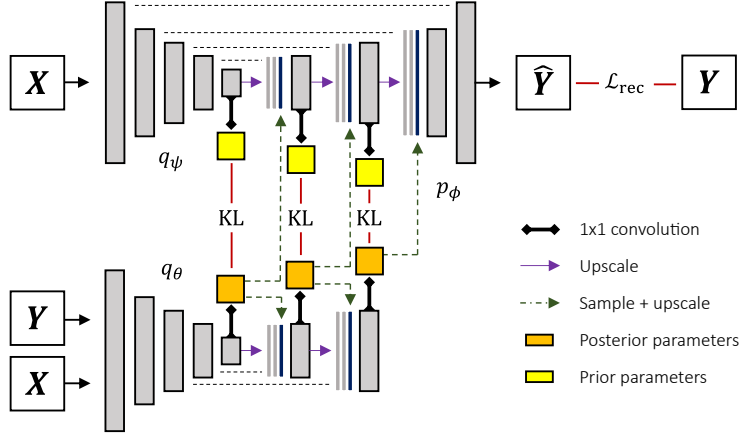 X
Ŷ
ℒrec
Y
qψ
pϕ
KL
KL
KL
qθ
Y
X
1x1 convolution
Upscale
Sample + upscale
Posterior parameters
Prior parameters